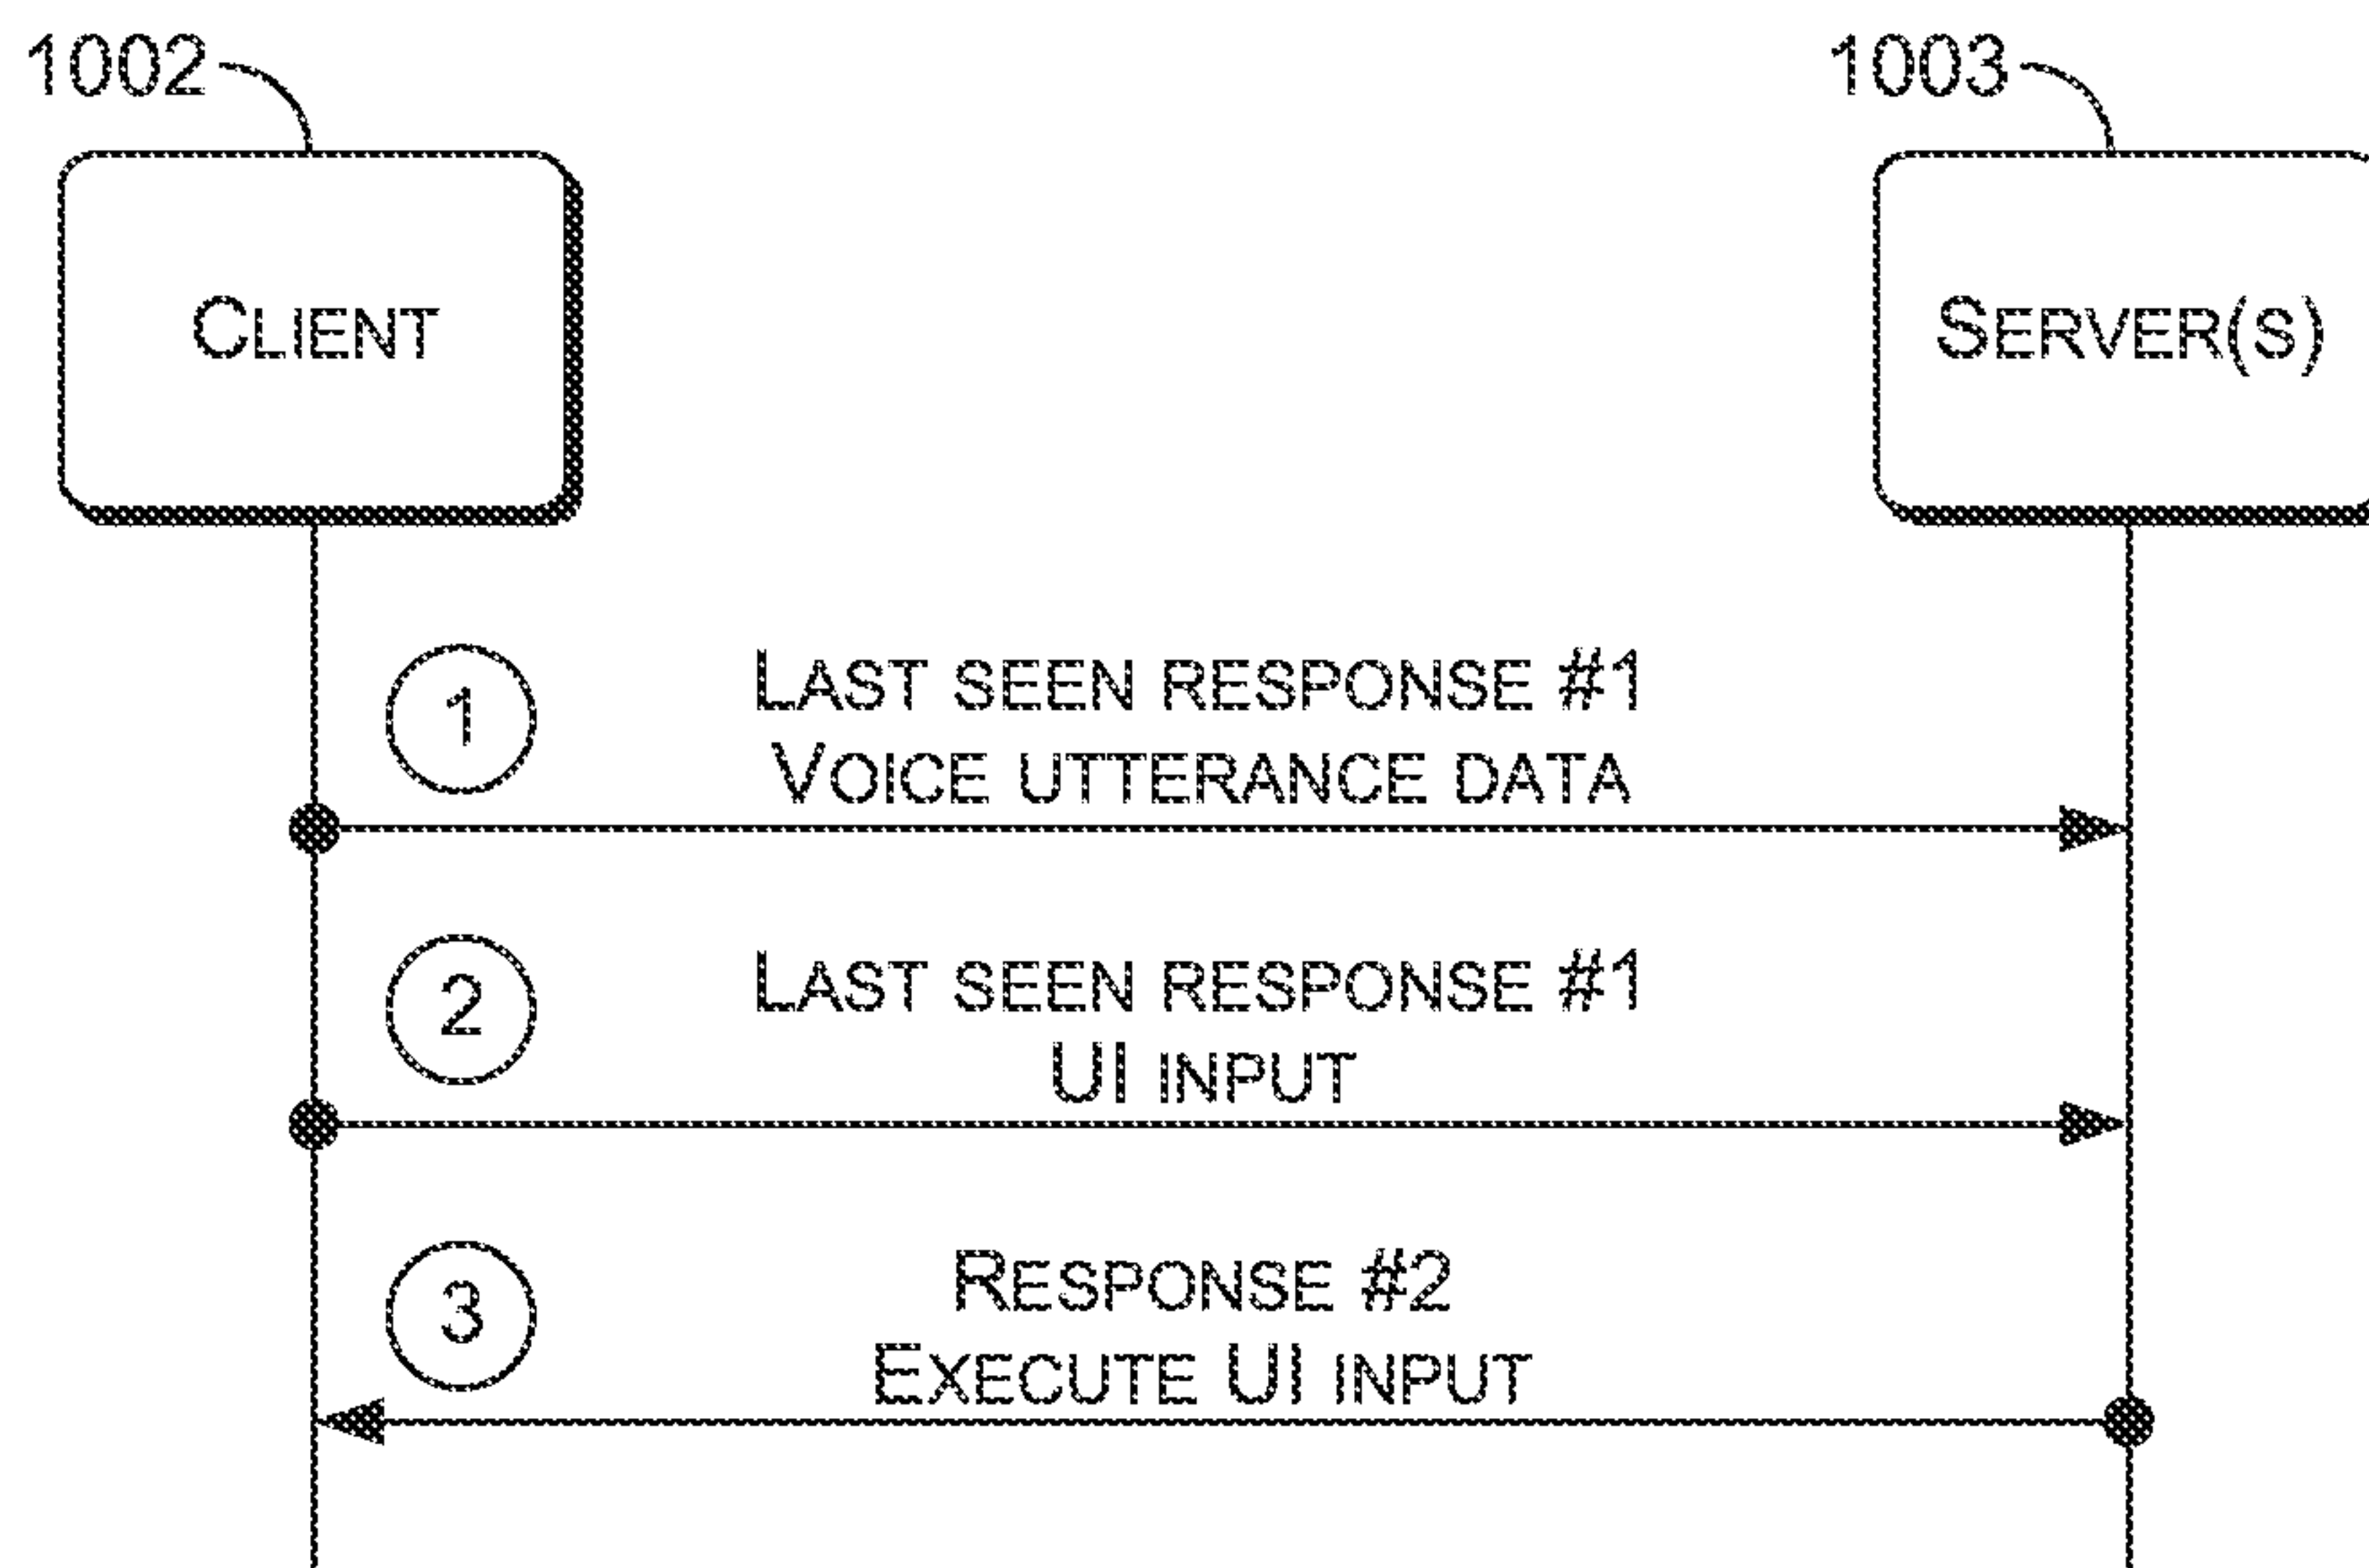 1002
1003
CLIENT
SERVER(S)
1
LAST SEEN RESPONSE #1
VOICE UTTERANCE DATA
2
LAST SEEN RESPONSE #1
UI INPUT
3
RESPONSE #2
EXECUTE UI INPUT